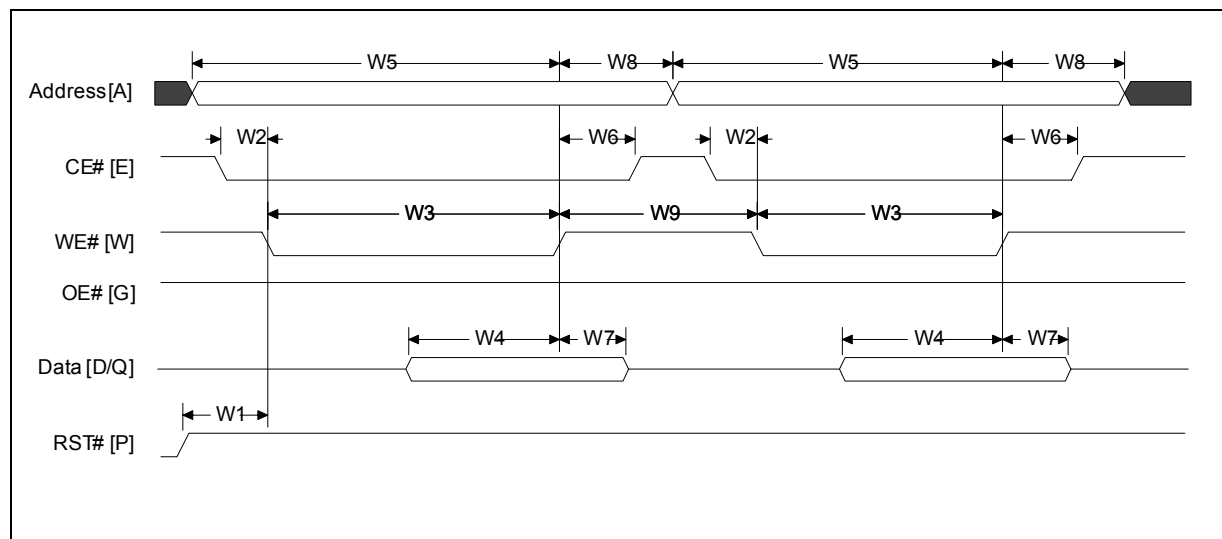 W5 W8 W5 W8
Address [A]
W2 W6 W2 W6
CE# [E]
W3 W9 W3
WE# [W]
OE# [G]
W4 W7 W4 W7
Data [D/Q]
W1
RST# [P]